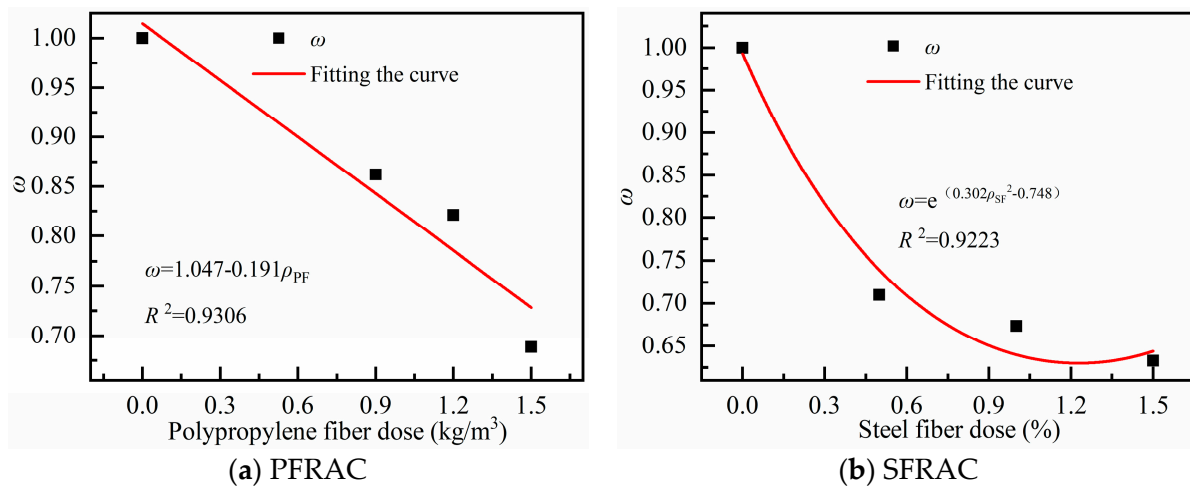 1.00
0.95
0.90
0.85
0.80
0.75
0.70
ω
ω
Fitting the curve
ω=1.047-0.191ρPF
R²=0.9306
0.0 0.3 0.6 0.9 1.2 1.5
Polypropylene fiber dose (kg/m³)
(a) PFRAC
1.00
0.95
0.90
0.85
0.80
0.75
0.70
0.65
ω
ω
Fitting the curve
ω=e（0.302ρSF²-0.748）
R²=0.9223
0.0 0.3 0.6 0.9 1.2 1.5
Steel fiber dose (%)
(b) SFRAC